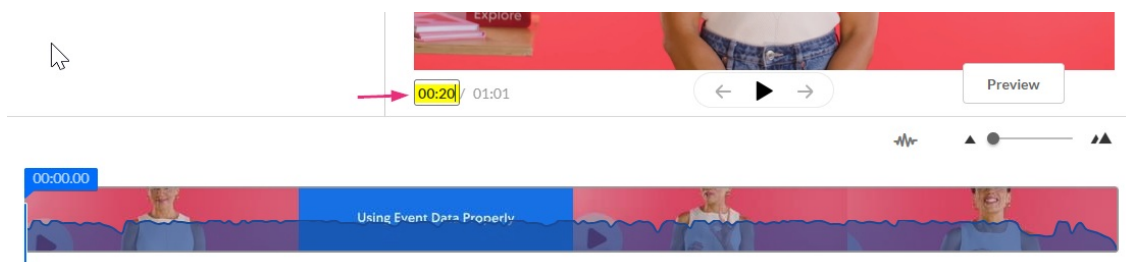 Explore
00:20 / 01:01
Preview
00:00.00
Using Event Data Properly